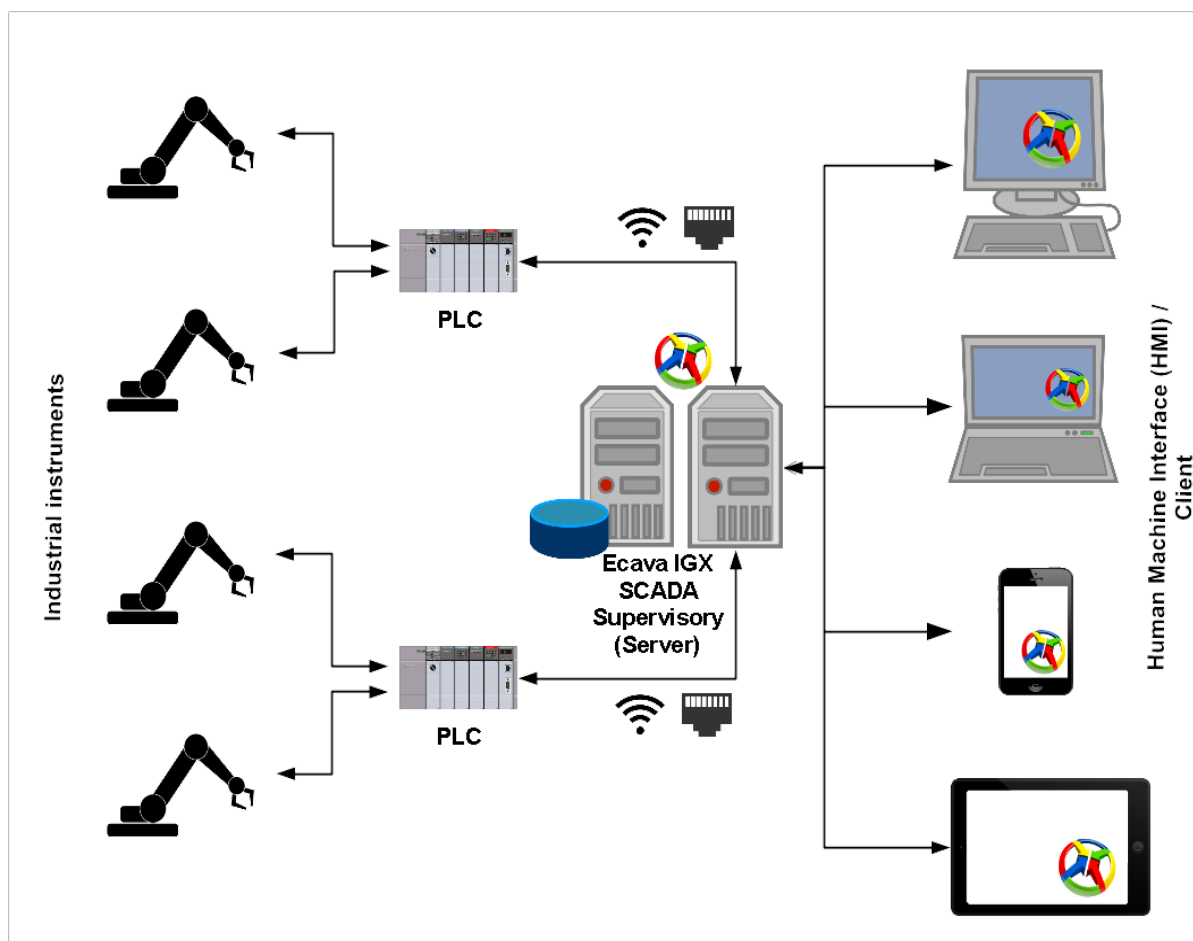 Industrial instruments
PLC
Ecava IGX
SCADA
Supervisory
(Server)
PLC
Human Machine Interface (HMI) /
Client